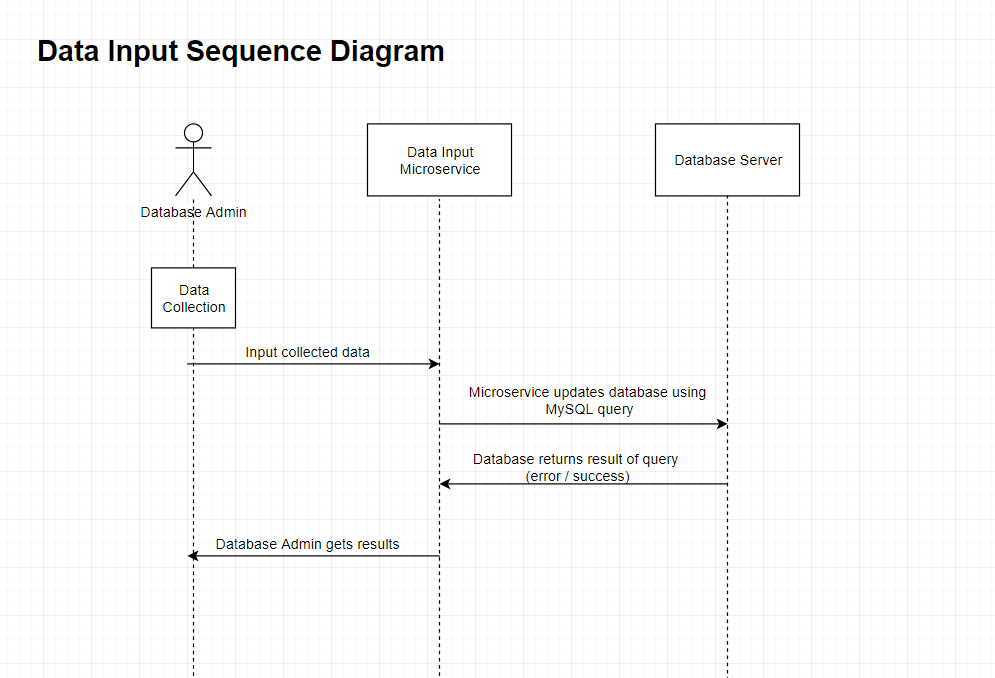 Data Input Sequence Diagram
Data Input
Microservice
Database Server
Database Admin
Data
Collection
Input collected data
Microservice updates database using
MySQL query
Database returns result of query
(error / success)
Database Admin gets results